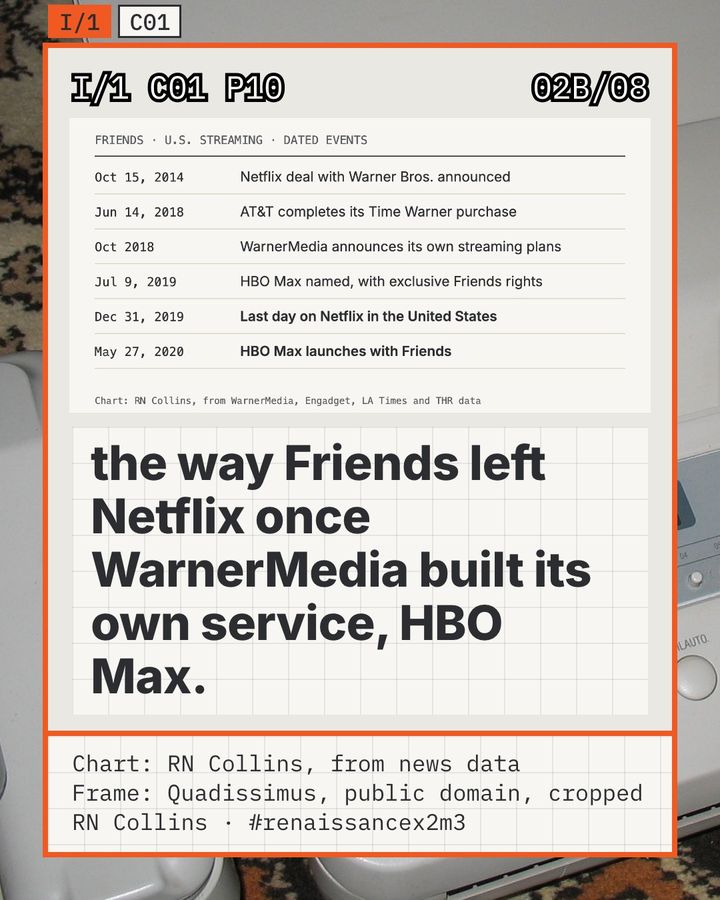 I/1 C01
I/1 C01 P10 02B/08
FRIENDS · U.S. STREAMING · DATED EVENTS
Oct 15, 2014 Netflix deal with Warner Bros. announced
Jun 14, 2018 AT&T completes its Time Warner purchase
Oct 2018 WarnerMedia announces its own streaming plans
Jul 9, 2019 HBO Max named, with exclusive Friends rights
Dec 31, 2019 Last day on Netflix in the United States
May 27, 2020 HBO Max launches with Friends
Chart: RN Collins, from WarnerMedia, Engadget, LA Times and THR data
the way Friends left
Netflix once
WarnerMedia built its
own service, HBO
Max.
Chart: RN Collins, from news data
Frame: Quadissimus, public domain, cropped
RN Collins · #renaissancex2m3